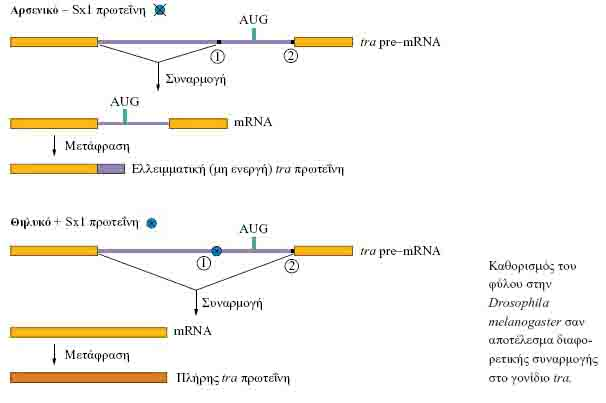 Αρσενικό – Sx1 πρωτεΐνη
AUG
① ② tra pre–mRNA
Συναρμογή
AUG
mRNA
Μετάφραση
Ελλειμματική (μη ενεργή) tra πρωτεΐνη
Θηλυκό + Sx1 πρωτεΐνη
AUG
tra pre–mRNA
① ②
Συναρμογή
mRNA
Μετάφραση
Πλήρης tra πρωτεΐνη
Καθορισμός του
φύλου στην
Drosophila
melanogaster σαν
αποτέλεσμα διαφο-
ρετικής συναρμογής
στο γονίδιο tra.